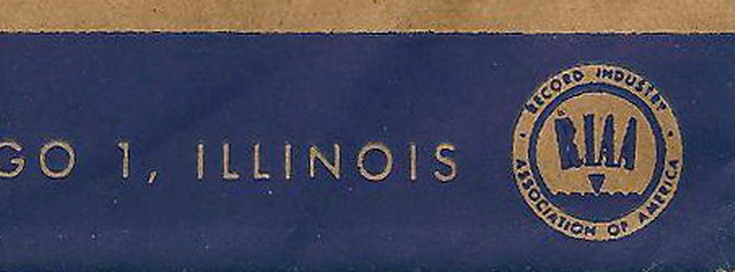 GO 1, ILLINOIS
RECORD INDUSTRY
RIAA
ASSOCIATION OF AMERICA